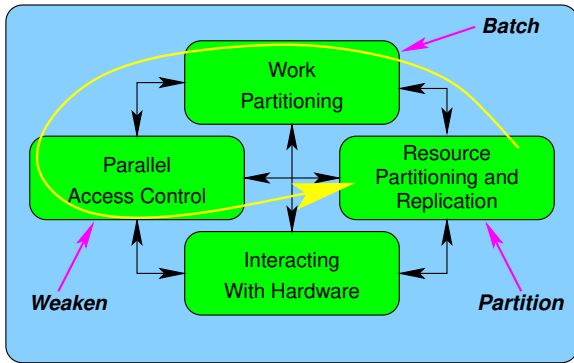 Batch
Work
Partitioning
Parallel
Access Control
Resource
Partitioning and
Replication
Interacting
With Hardware
Weaken
Partition